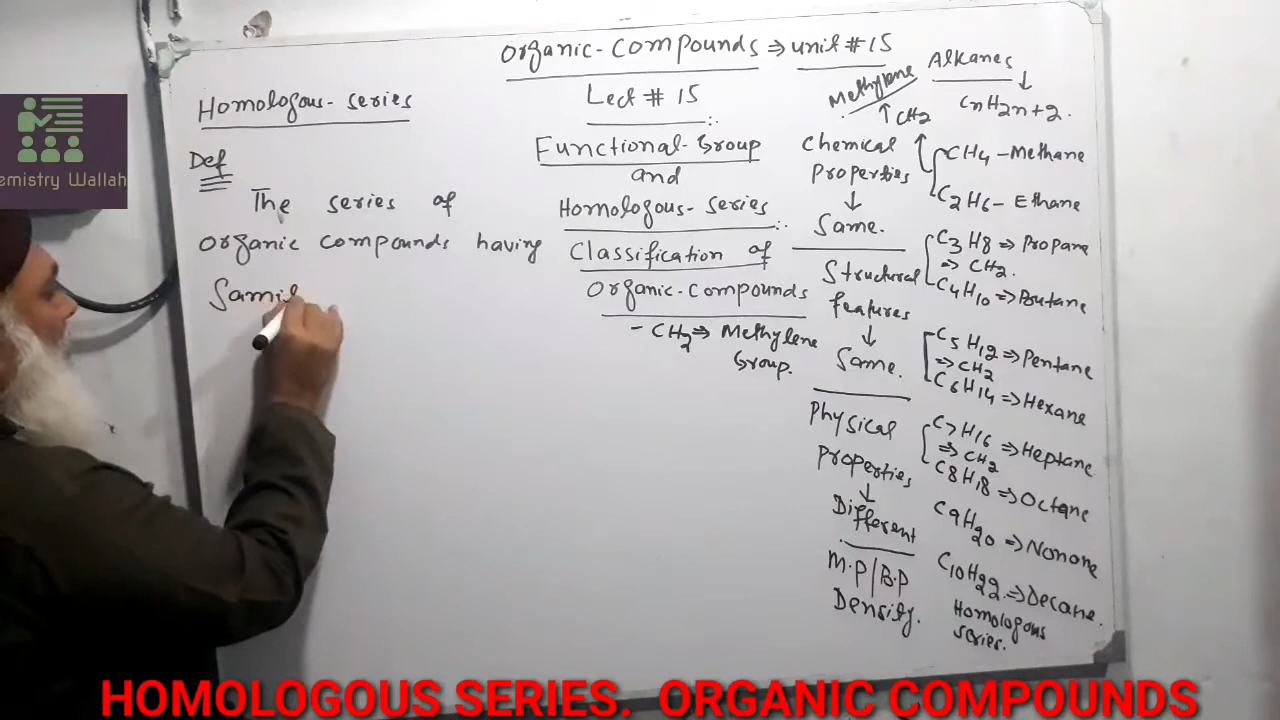 Organic-Compounds ⇒ unit # 15
Lect # 15
Functional-Group
and
Homologous-series
Classification of
Organic-Compounds
- CH2 ⇒ Methylene
Group.
Homologous-series
Def
The series of
organic compounds having
Methylene
↑ CH2
Chemical
Properties
↓
Same.
Structural
features
↓
Same.
Physical
Properties
↓
Different
M.P/B.P
Density.
Alkanes
↓
CnH2n+2.
CH4 - Methane
C2H6 - Ethane
C3H8 ⇒ Propane
⇒ CH2.
C4H10 ⇒ Butane
C5H12 ⇒ Pentane
⇒ CH2
C6H14 ⇒ Hexane
C7H16 ⇒ Heptane
⇒ CH2
C8H18 ⇒ Octane
C9H20 ⇒ Nonone
C10H22 ⇒ Decane.
Homologous
series.
emistry Wallah
HOMOLOGOUS SERIES. ORGANIC COMPOUNDS